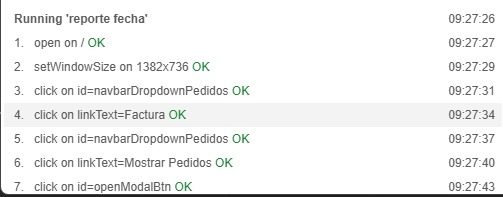 Running 'reporte fecha' 09:27:26
1. open on / OK 09:27:27
2. setWindowSize on 1382x736 OK 09:27:29
3. click on id=navbarDropdownPedidos OK 09:27:31
4. click on linkText=Factura OK 09:27:34
5. click on id=navbarDropdownPedidos OK 09:27:37
6. click on linkText=Mostrar Pedidos OK 09:27:40
7. click on id=openModalBtn OK 09:27:43